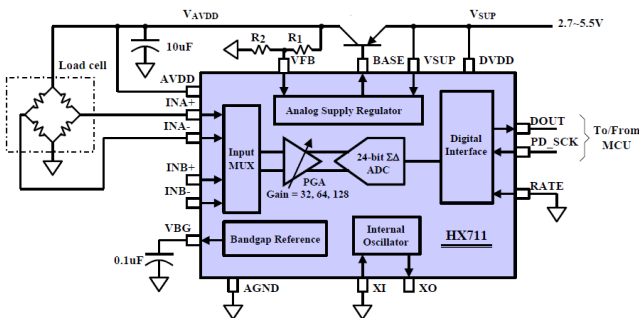 VAVDD
VSUP
2.7~5.5V
R2
R1
10uF
Load cell
VFB
BASE
VSUP
DVDD
AVDD
INA+
INA-
INB+
INB-
VBG
0.1uF
Analog Supply Regulator
Input
MUX
PGA
Gain = 32, 64, 128
24-bit ΣΔ
ADC
Digital
Interface
DOUT
PD_SCK
To/From
MCU
RATE
Bandgap Reference
Internal
Oscillator
HX711
AGND
XI
XO